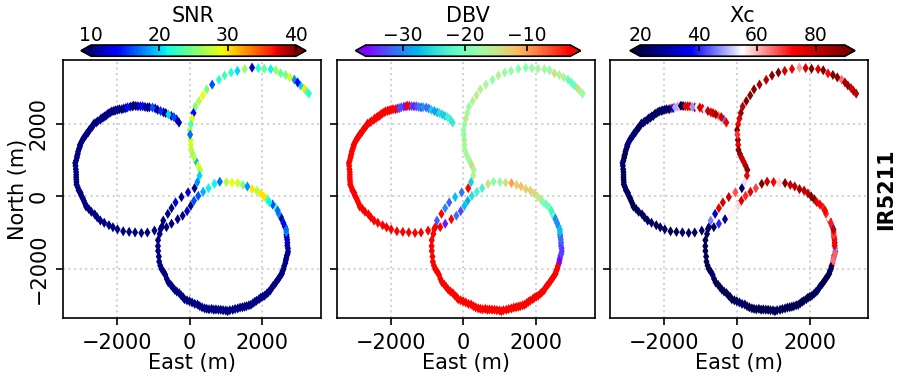 SNR DBV Xc
10 20 30 40 −30 −20 −10 20 40 60 80
North (m)
2000
0
−2000
−2000 0 2000 −2000 0 2000 −2000 0 2000
East (m) East (m) East (m)
IR5211